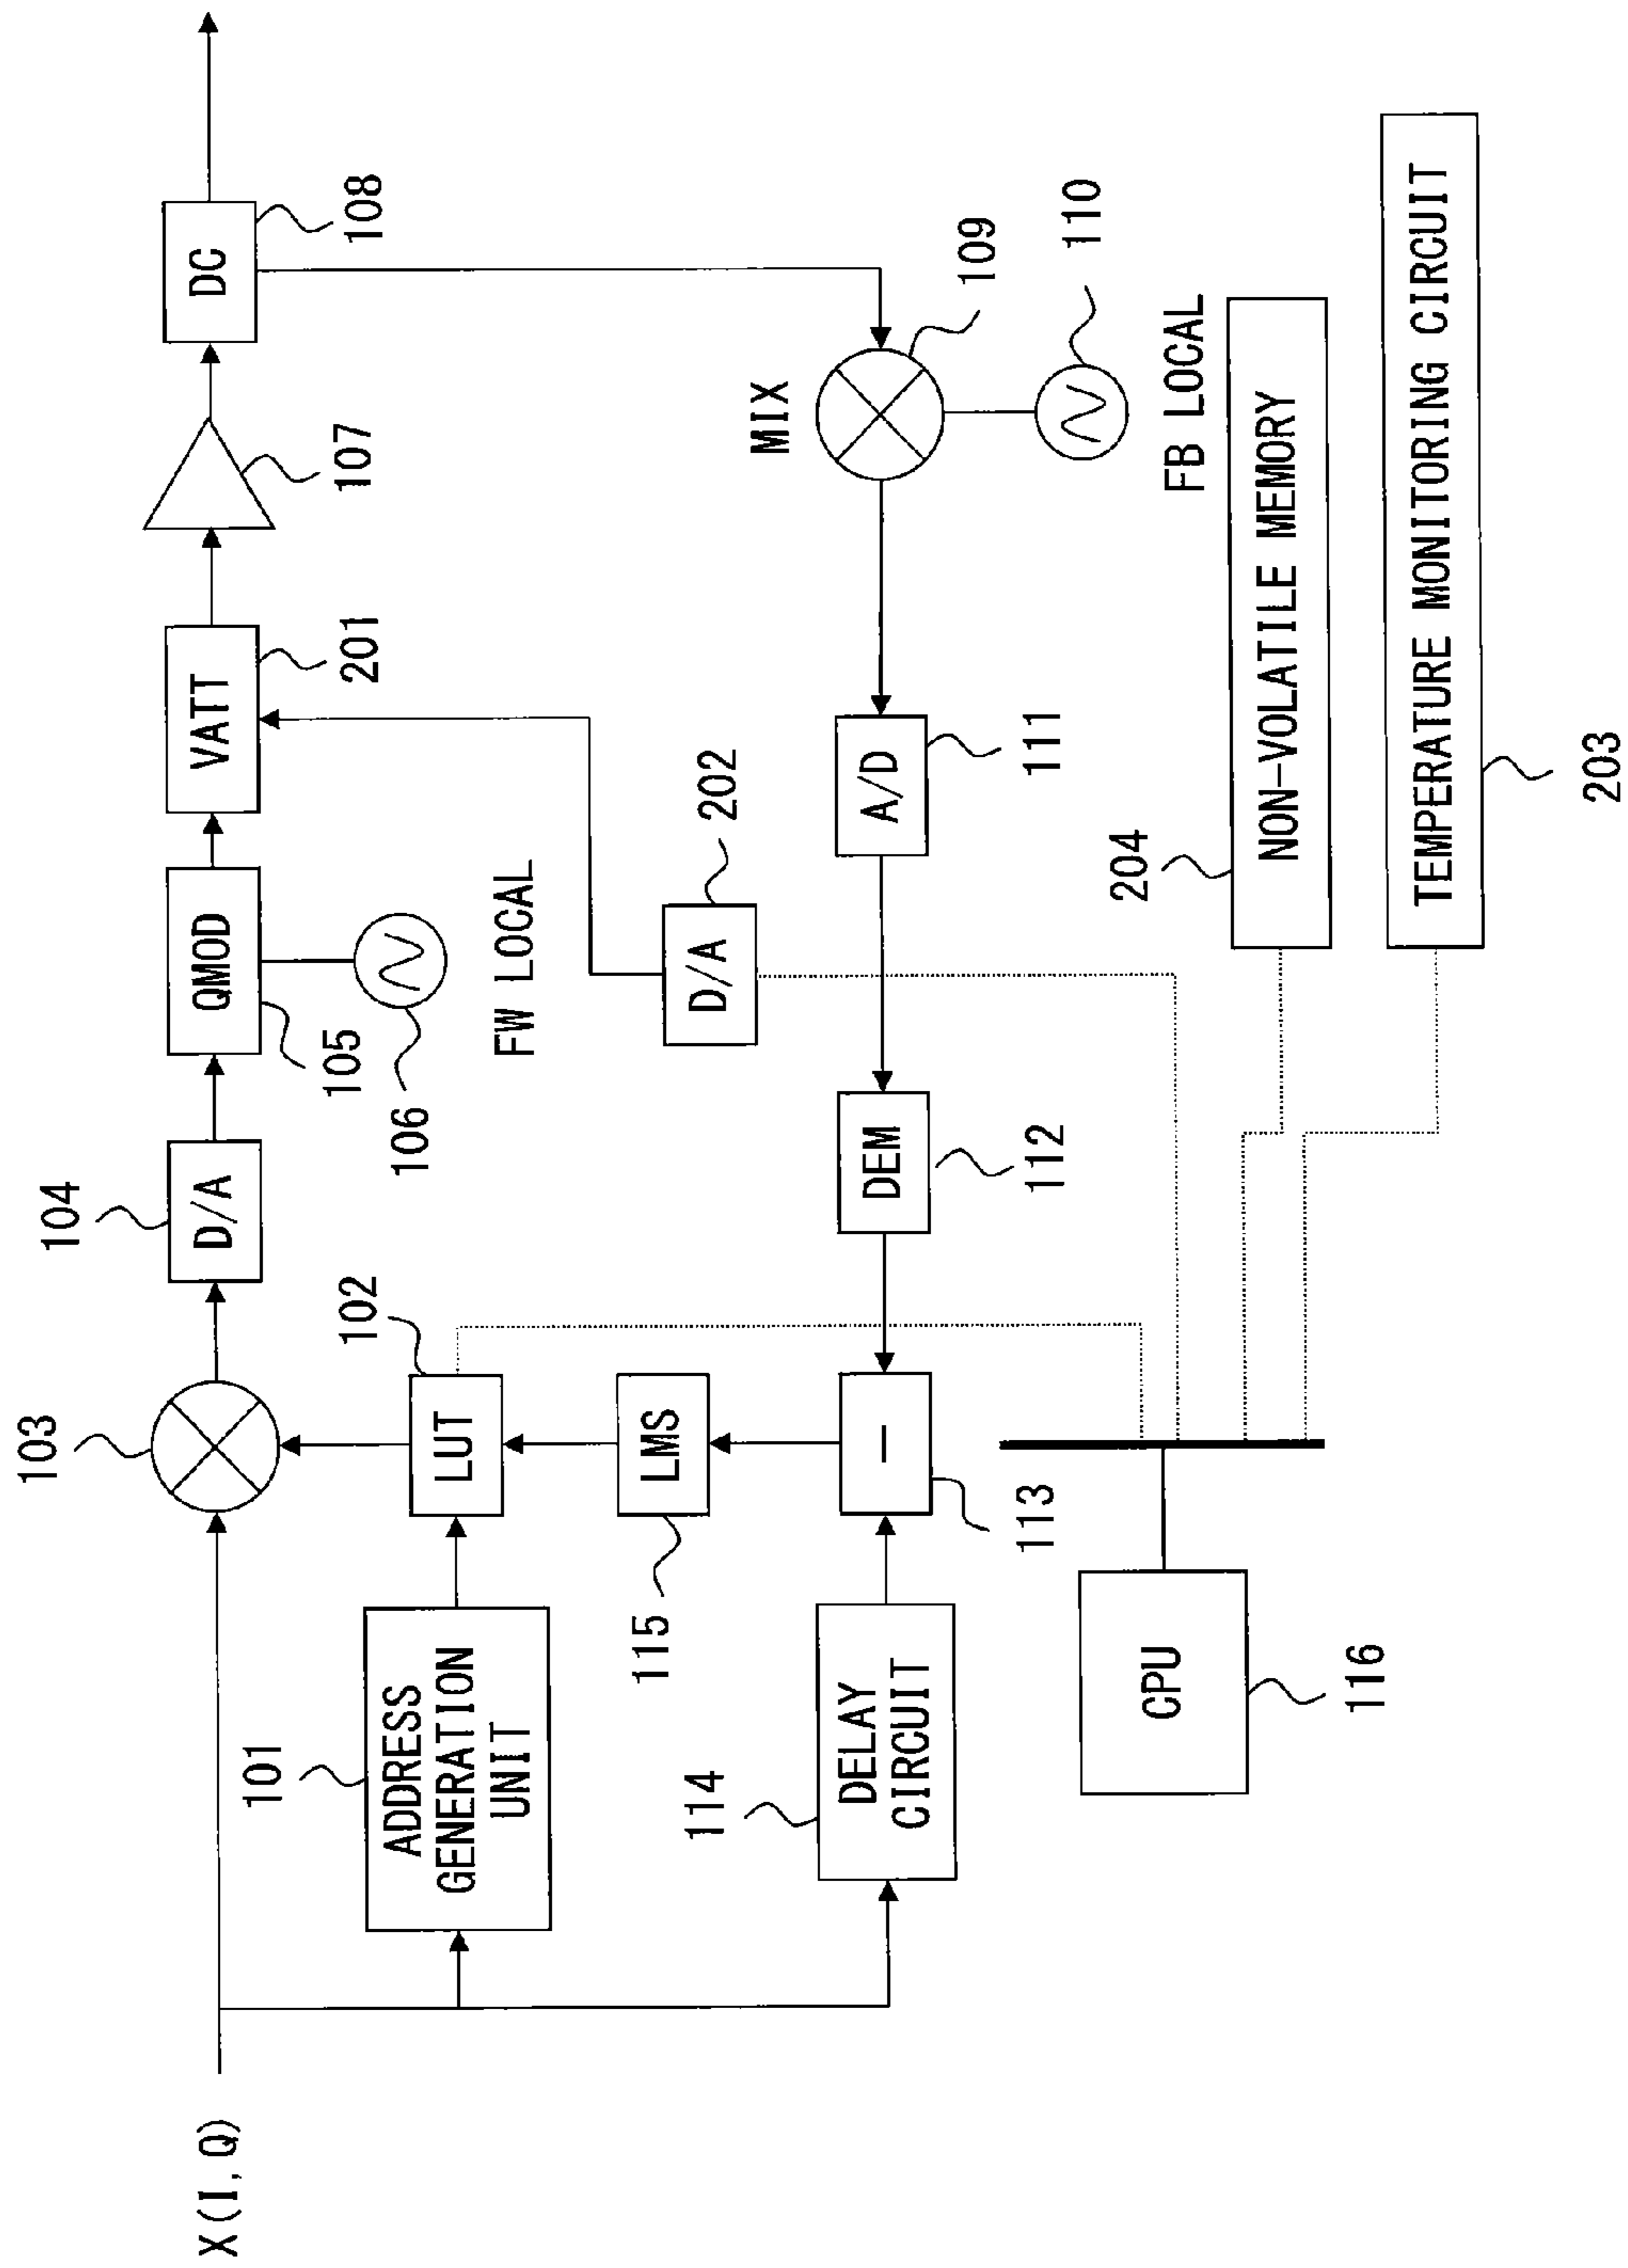 X(I,Q)
103
104
D/A
QMOD
105
106
FW LOCAL
VATT
201
107
DC
108
101
ADDRESS
GENERATION
UNIT
102
LUT
115
LMS
202
D/A
MIX
109
110
FB LOCAL
114
DELAY
CIRCUIT
113
−
DEM
112
A/D
111
CPU
116
204
NON-VOLATILE MEMORY
TEMPERATURE MONITORING CIRCUIT
203